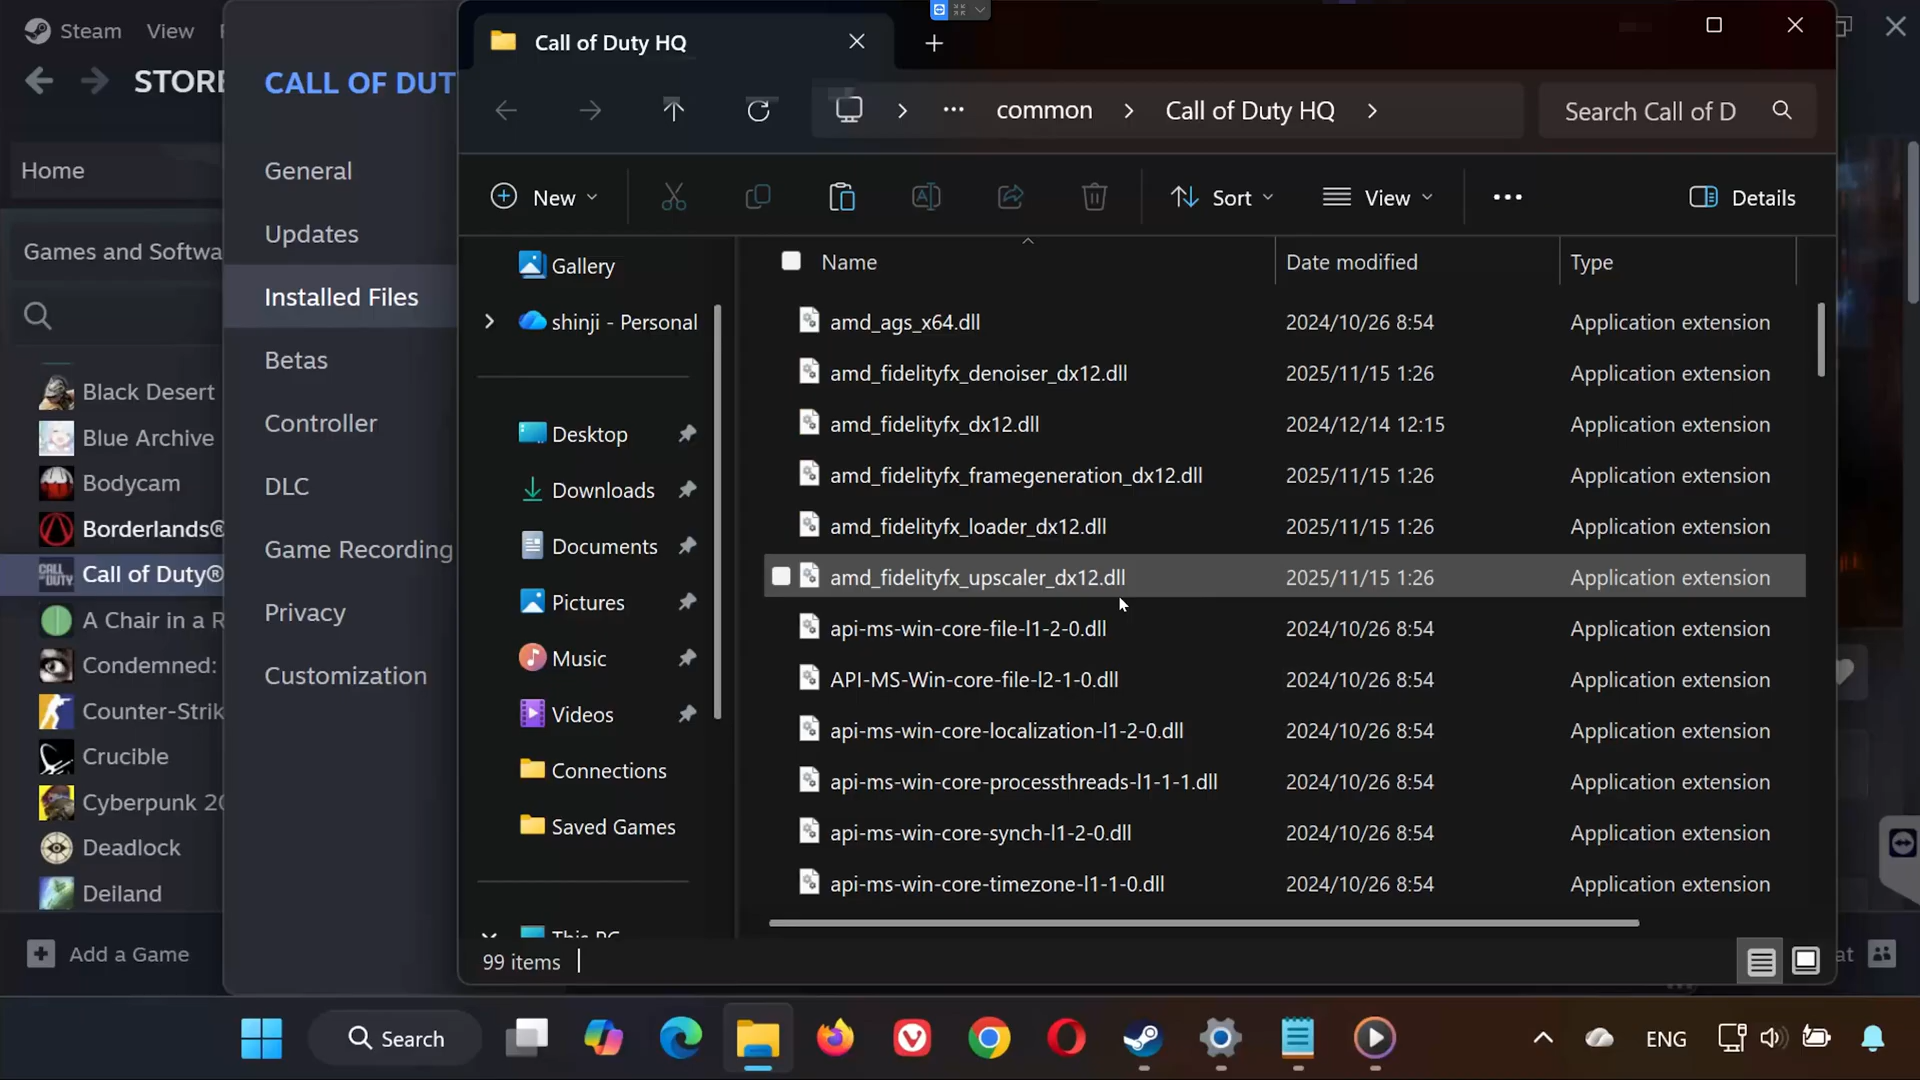 Steam
View
STORE
Home
Games and Softwa
Black Desert
Blue Archive
Bodycam
Borderlands®
CALL OF DUTY
Call of Duty®
A Chair in a R
Condemned:
Counter-Strik
Crucible
Cyberpunk 20
Deadlock
Deiland
Add a Game
CALL OF DUT
General
Updates
Installed Files
Betas
Controller
DLC
Game Recording
Privacy
Customization
Call of Duty HQ
common
Call of Duty HQ
Search Call of D
New
Sort
View
Details
Gallery
shinji - Personal
Desktop
Downloads
Documents
Pictures
Music
Videos
Connections
Saved Games
This PC
Name Date modified Type
amd_ags_x64.dll 2024/10/26 8:54 Application extension
amd_fidelityfx_denoiser_dx12.dll 2025/11/15 1:26 Application extension
amd_fidelityfx_dx12.dll 2024/12/14 12:15 Application extension
amd_fidelityfx_framegeneration_dx12.dll 2025/11/15 1:26 Application extension
amd_fidelityfx_loader_dx12.dll 2025/11/15 1:26 Application extension
amd_fidelityfx_upscaler_dx12.dll 2025/11/15 1:26 Application extension
api-ms-win-core-file-l1-2-0.dll 2024/10/26 8:54 Application extension
API-MS-Win-core-file-l2-1-0.dll 2024/10/26 8:54 Application extension
api-ms-win-core-localization-l1-2-0.dll 2024/10/26 8:54 Application extension
api-ms-win-core-processthreads-l1-1-1.dll 2024/10/26 8:54 Application extension
api-ms-win-core-synch-l1-2-0.dll 2024/10/26 8:54 Application extension
api-ms-win-core-timezone-l1-1-0.dll 2024/10/26 8:54 Application extension
99 items
at
Search
ENG